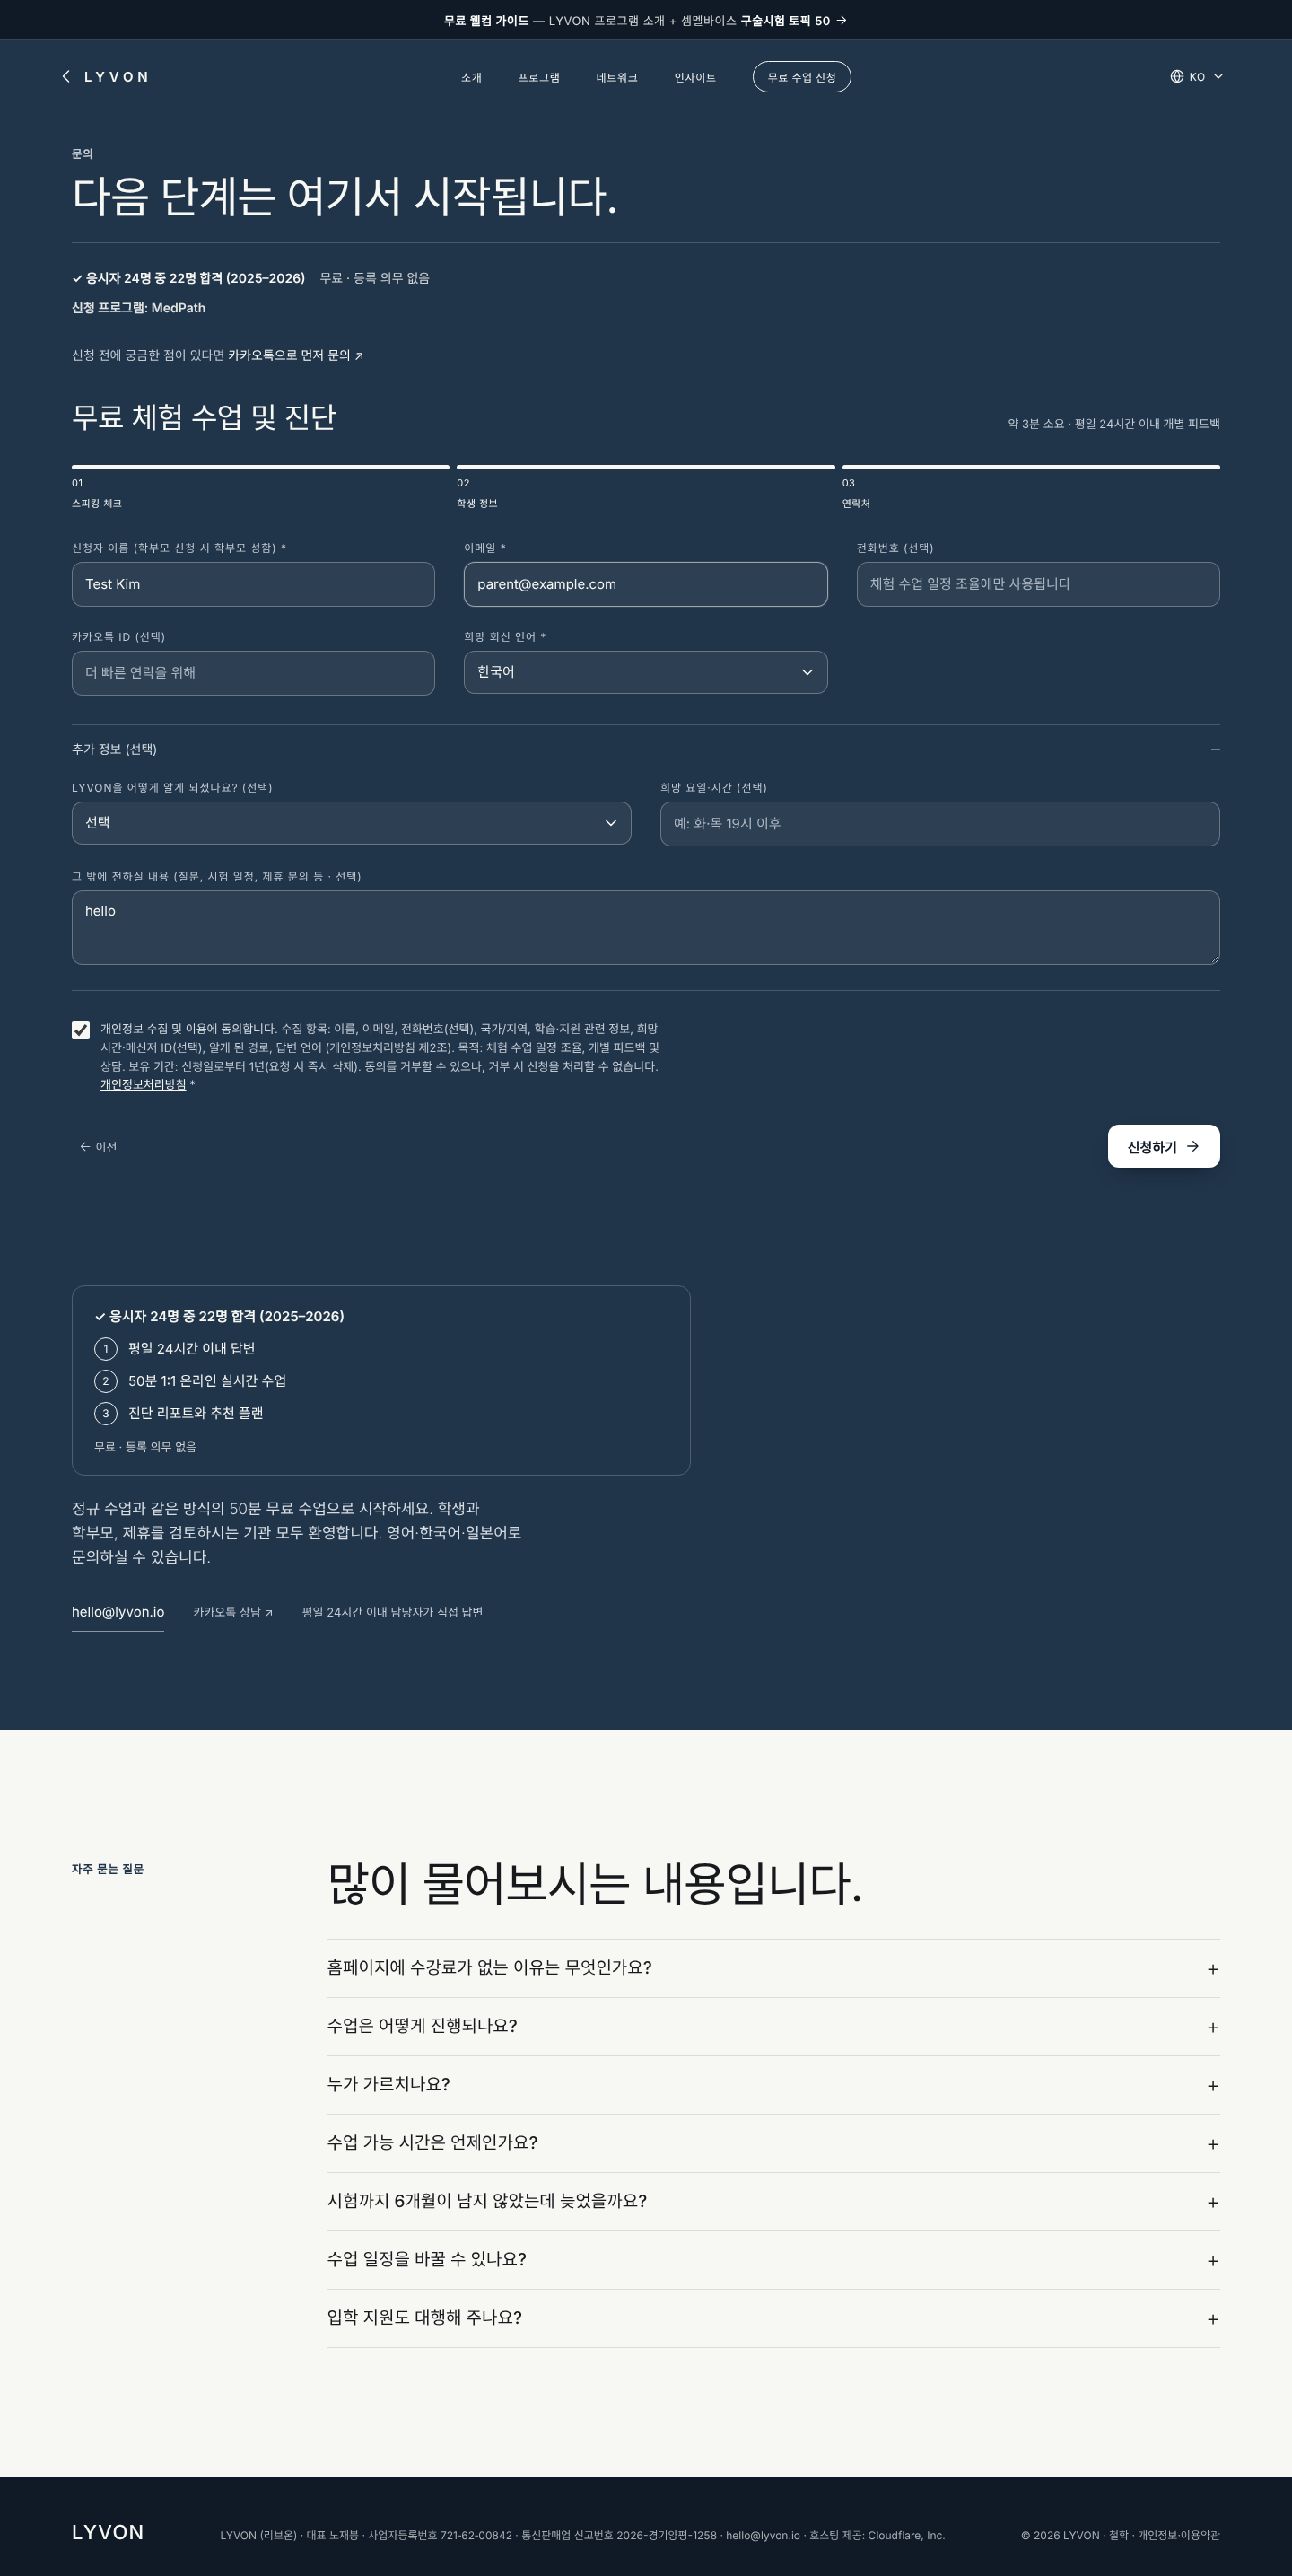 무료 웰컴 가이드 — LYVON 프로그램 소개 + 셈멜바이스 구술시험 토픽 50 →
LYVON
소개
프로그램
네트워크
인사이트
무료 수업 신청
KO
문의
다음 단계는 여기서 시작됩니다.
✓ 응시자 24명 중 22명 합격 (2025–2026) 무료 · 등록 의무 없음
신청 프로그램: MedPath
신청 전에 궁금한 점이 있다면 카카오톡으로 먼저 문의 ↗
무료 체험 수업 및 진단
약 3분 소요 · 평일 24시간 이내 개별 피드백
01
스피킹 체크
02
학생 정보
03
연락처
신청자 이름 (학부모 신청 시 학부모 성함) *
Test Kim
이메일 *
parent@example.com
전화번호 (선택)
체험 수업 일정 조율에만 사용됩니다
카카오톡 ID (선택)
더 빠른 연락을 위해
희망 회신 언어 *
한국어
추가 정보 (선택)
LYVON을 어떻게 알게 되셨나요? (선택)
선택
희망 요일·시간 (선택)
예: 화·목 19시 이후
그 밖에 전하실 내용 (질문, 시험 일정, 제휴 문의 등 · 선택)
hello
개인정보 수집 및 이용에 동의합니다. 수집 항목: 이름, 이메일, 전화번호(선택), 국가/지역, 학습·지원 관련 정보, 희망
시간·메신저 ID(선택), 알게 된 경로, 답변 언어 (개인정보처리방침 제2조). 목적: 체험 수업 일정 조율, 개별 피드백 및
상담. 보유 기간: 신청일로부터 1년(요청 시 즉시 삭제). 동의를 거부할 수 있으나, 거부 시 신청을 처리할 수 없습니다.
개인정보처리방침 *
← 이전
신청하기 →
✓ 응시자 24명 중 22명 합격 (2025–2026)
1 평일 24시간 이내 답변
2 50분 1:1 온라인 실시간 수업
3 진단 리포트와 추천 플랜
무료 · 등록 의무 없음
정규 수업과 같은 방식의 50분 무료 수업으로 시작하세요. 학생과
학부모, 제휴를 검토하시는 기관 모두 환영합니다. 영어·한국어·일본어로
문의하실 수 있습니다.
hello@lyvon.io
카카오톡 상담 ↗
평일 24시간 이내 담당자가 직접 답변
자주 묻는 질문
많이 물어보시는 내용입니다.
홈페이지에 수강료가 없는 이유는 무엇인가요? +
수업은 어떻게 진행되나요? +
누가 가르치나요? +
수업 가능 시간은 언제인가요? +
시험까지 6개월이 남지 않았는데 늦었을까요? +
수업 일정을 바꿀 수 있나요? +
입학 지원도 대행해 주나요? +
LYVON
LYVON (리브온) · 대표 노재봉 · 사업자등록번호 721-62-00842 · 통신판매업 신고번호 2026-경기양평-1258 · hello@lyvon.io · 호스팅 제공: Cloudflare, Inc.
© 2026 LYVON · 철학 · 개인정보·이용약관